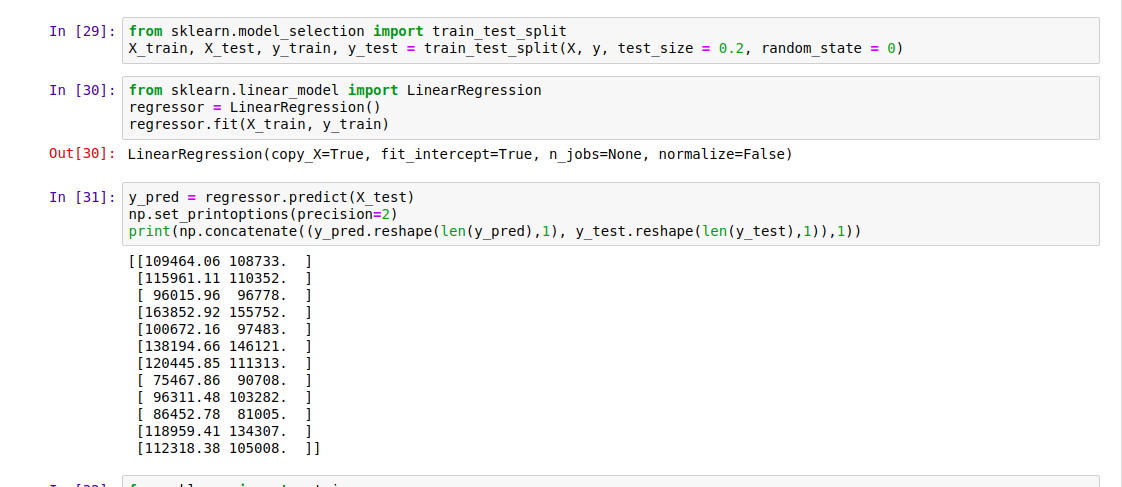 In [29]: from sklearn.model_selection import train_test_split
X_train, X_test, y_train, y_test = train_test_split(X, y, test_size = 0.2, random_state = 0)
In [30]: from sklearn.linear_model import LinearRegression
regressor = LinearRegression()
regressor.fit(X_train, y_train)
Out[30]: LinearRegression(copy_X=True, fit_intercept=True, n_jobs=None, normalize=False)
In [31]: y_pred = regressor.predict(X_test)
np.set_printoptions(precision=2)
print(np.concatenate((y_pred.reshape(len(y_pred),1), y_test.reshape(len(y_test),1)),1))
[[109464.06 108733.  ]
 [115961.11 110352.  ]
 [ 96015.96  96778.  ]
 [163852.92 155752.  ]
 [100672.16  97483.  ]
 [138194.66 146121.  ]
 [120445.85 111313.  ]
 [ 75467.86  90708.  ]
 [ 96311.48 103282.  ]
 [ 86452.78  81005.  ]
 [118959.41 134307.  ]
 [112318.38 105008.  ]]